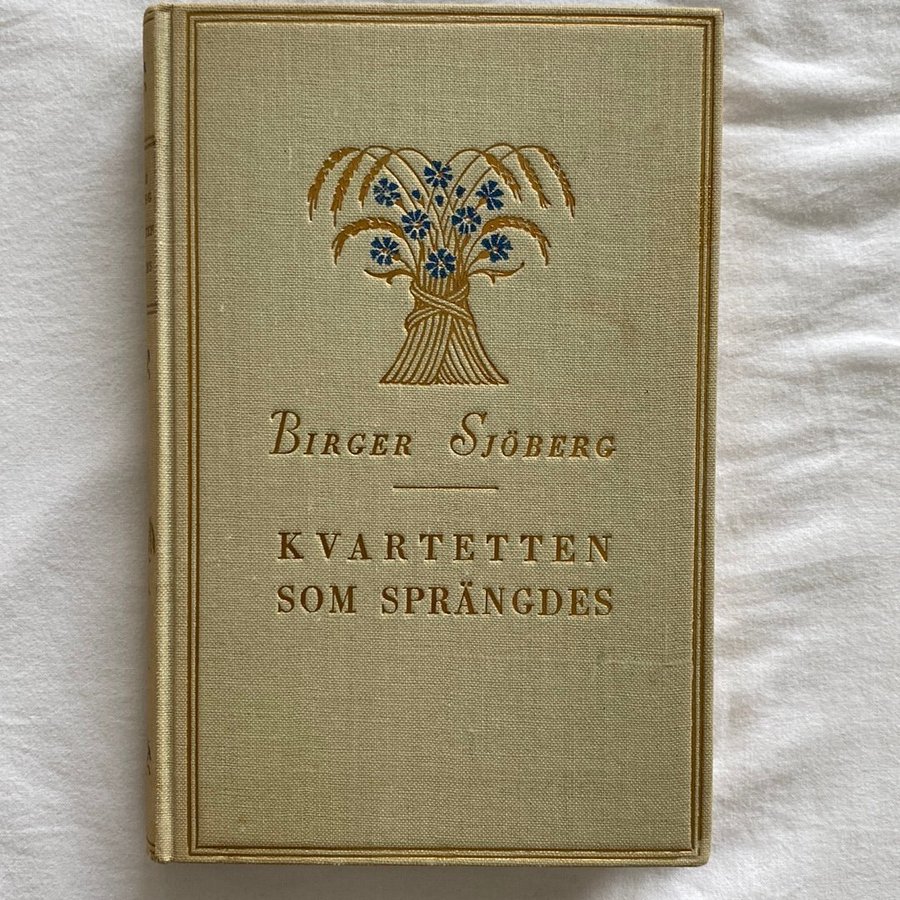 BIRGER SJÖBERG
KVARTETTEN
SOM SPRÄNGDES